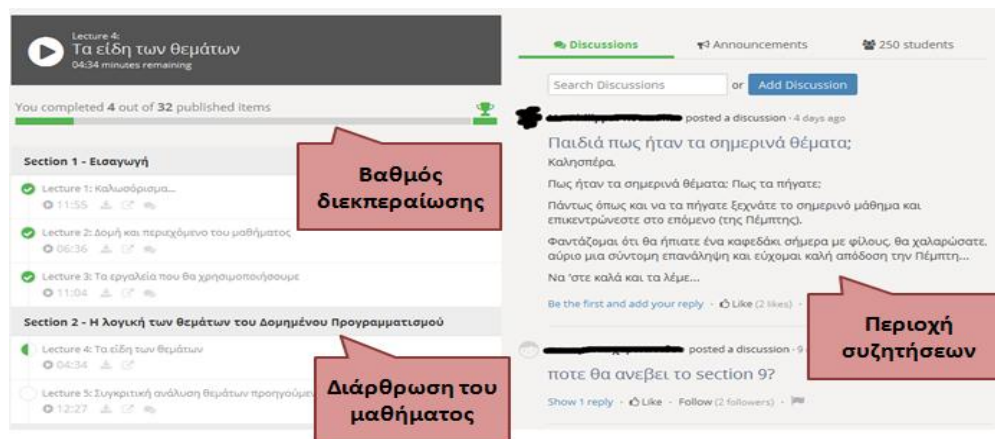 Lecture 4:
Τα είδη των θεμάτων
04:34 minutes remaining
You completed 4 out of 32 published items
Βαθμός
διεκπεραίωσης
Section 1 - Εισαγωγή
Lecture 1: Καλωσόρισμα...
11:55
Lecture 2: Δομή και περιεχόμενο του μαθήματος
06:36
Lecture 3: Τα εργαλεία που θα χρησιμοποιήσουμε
11:04
Section 2 - Η λογική των θεμάτων του Δομημένου Προγραμματισμού
Lecture 4: Τα είδη των θεμάτων
04:34
Lecture 5: Συγκριτική ανάλυση θεμάτων
12:27
Διάρθρωση του
μαθήματος
Discussions
Announcements
250 students
Search Discussions or Add Discussion
posted a discussion · 4 days ago
Παιδιά πως ήταν τα σημερινά θέματα;
Καλησπέρα,
Πως ήταν τα σημερινά θέματα; Πως τα πήγατε;
Πάντως όπως και να τα πήγατε ξεχνάτε το σημερινό μάθημα και
επικεντρώνεστε στο επόμενο (της Πέμπτης).
Φαντάζομαι ότι θα ήπιατε ένα καφεδάκι σήμερα με φίλους, θα χαλαρώσατε,
αύριο μια σύντομη επανάληψη και εύχομαι καλή απόδοση την Πέμπτη...
Να 'στε καλά και τα λέμε...
Be the first and add your reply · Like (2 likes) ·
Περιοχή
συζητήσεων
posted a discussion · 9
ποτε θα ανεβει το section 9?
Show 1 reply · Like · Follow (2 followers) ·